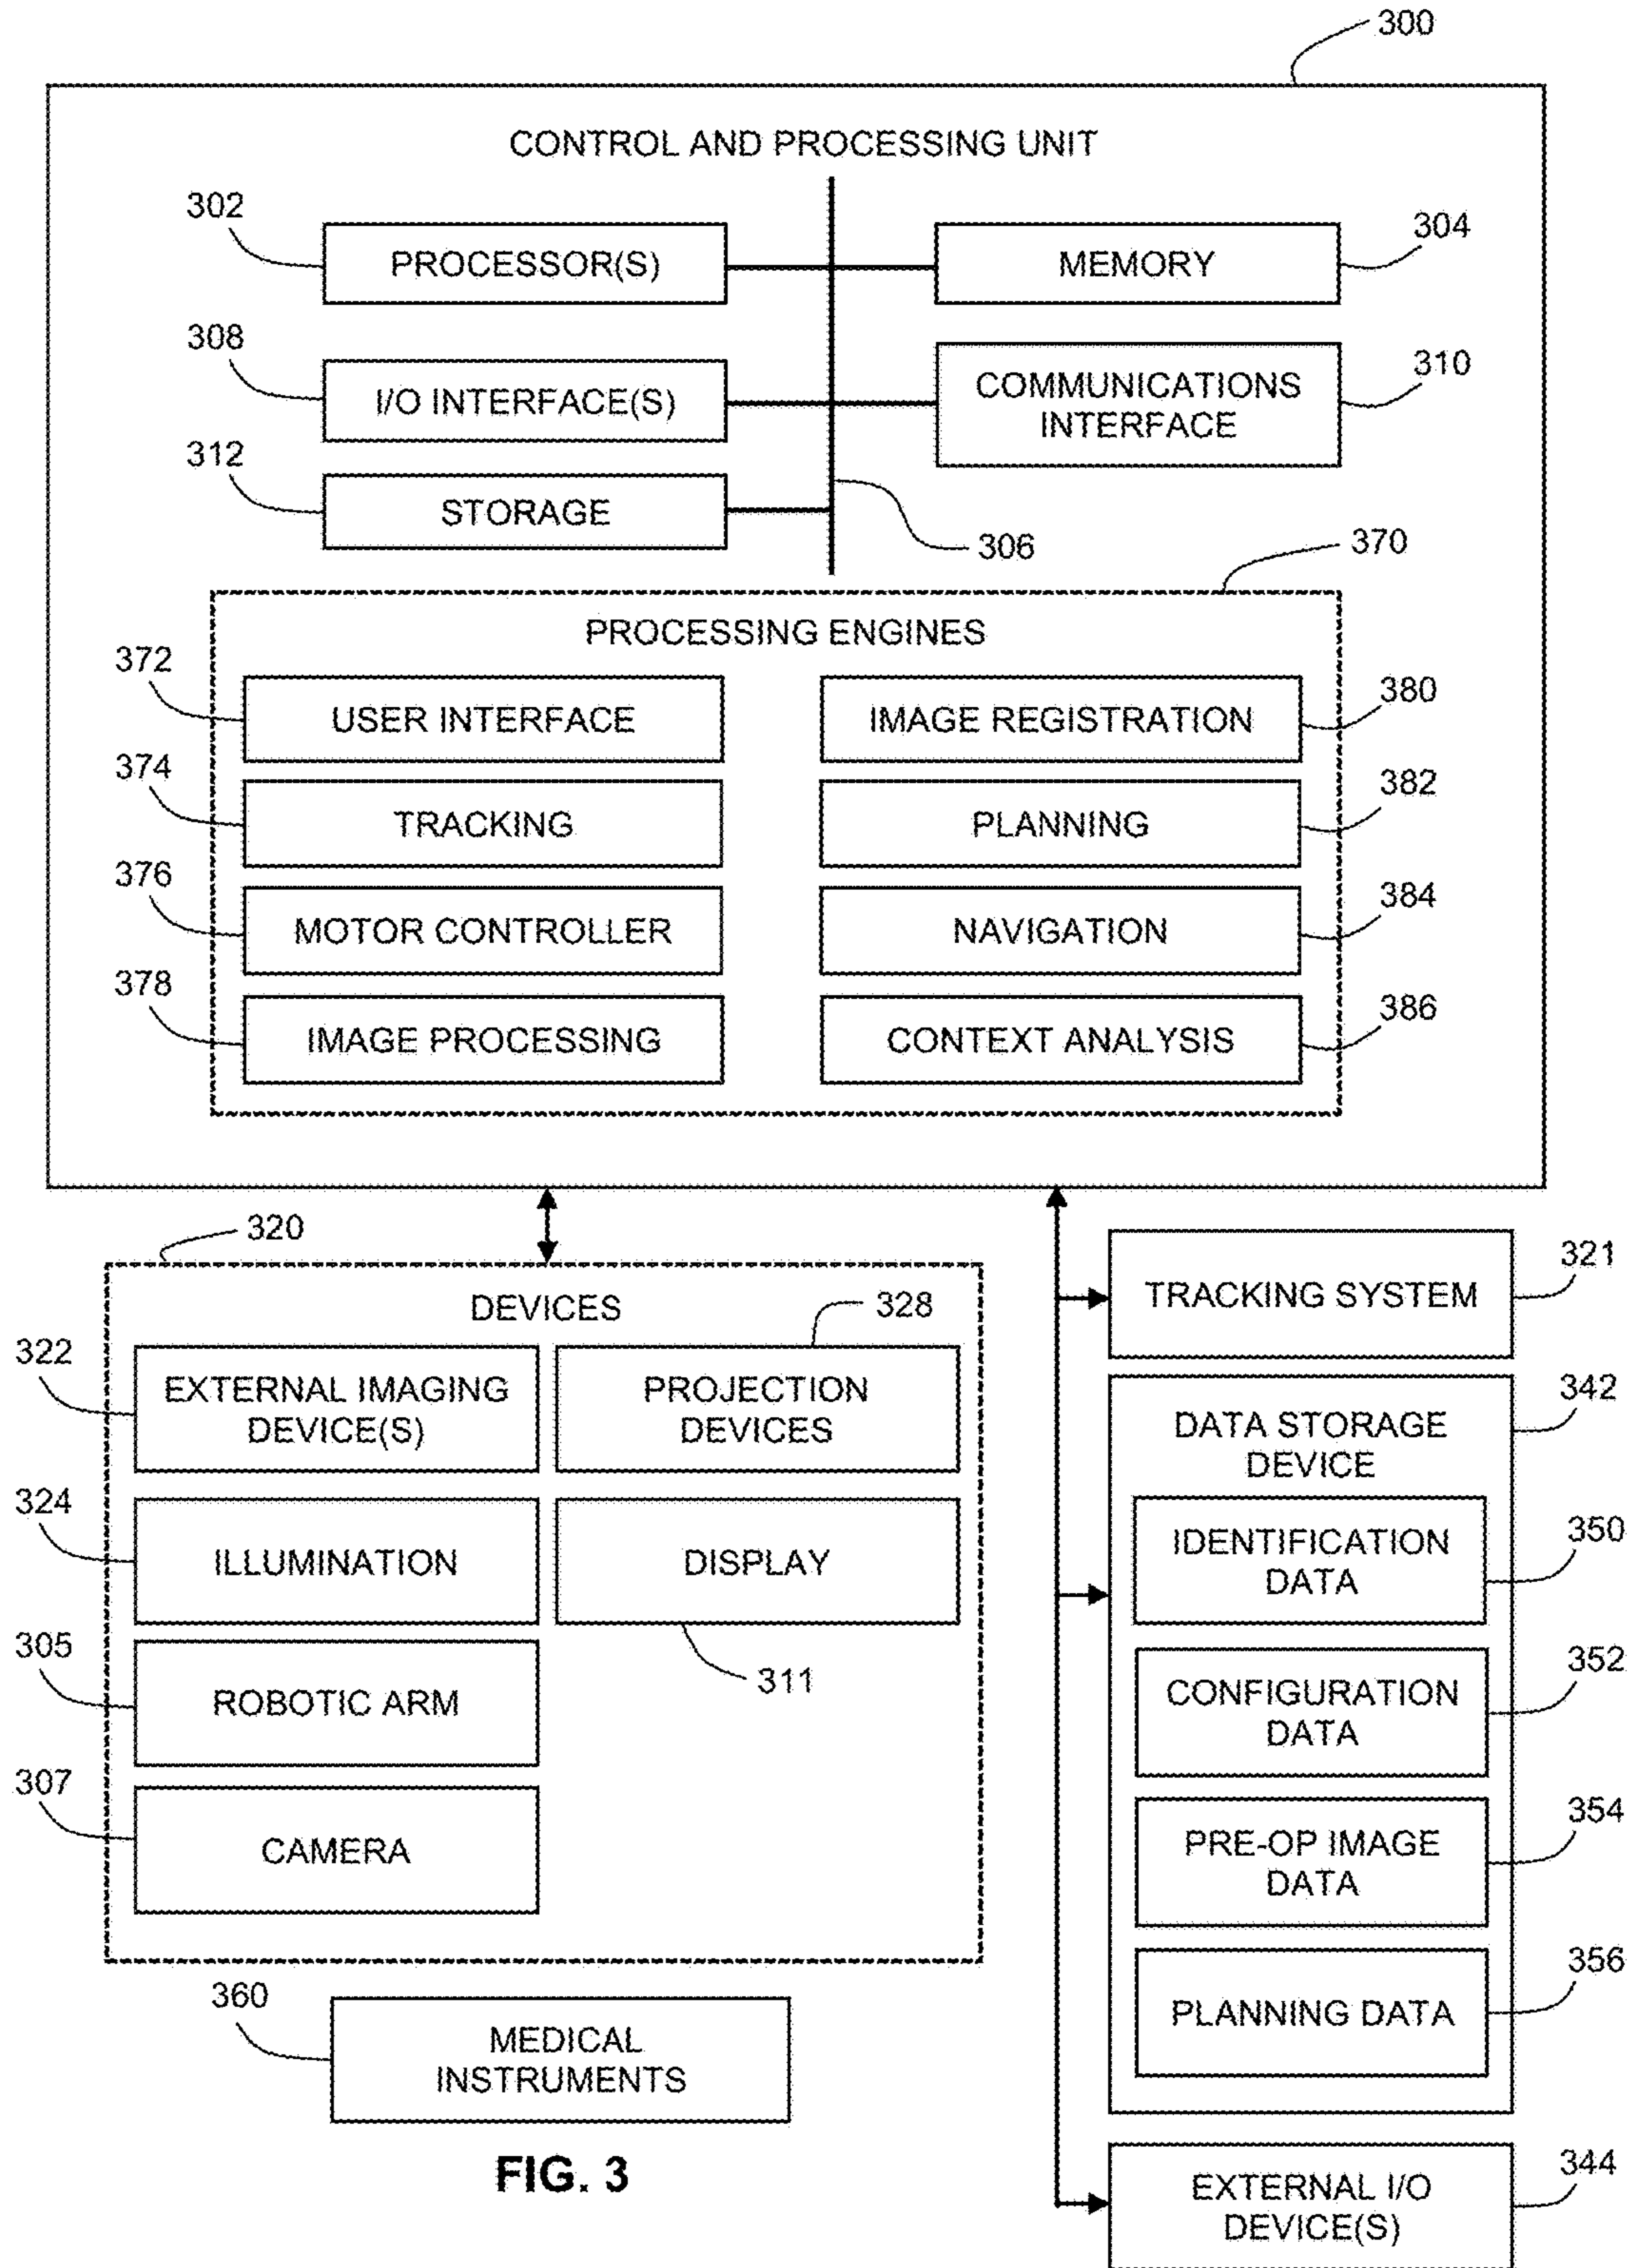 300
CONTROL AND PROCESSING UNIT
302
PROCESSOR(S)
MEMORY
304
308
I/O INTERFACE(S)
COMMUNICATIONS
INTERFACE
310
312
STORAGE
306
370
PROCESSING ENGINES
372
USER INTERFACE
IMAGE REGISTRATION
380
374
TRACKING
PLANNING
382
376
MOTOR CONTROLLER
NAVIGATION
384
378
IMAGE PROCESSING
CONTEXT ANALYSIS
386
320
DEVICES
328
322
EXTERNAL IMAGING
DEVICE(S)
PROJECTION
DEVICES
324
ILLUMINATION
DISPLAY
311
305
ROBOTIC ARM
307
CAMERA
360
MEDICAL
INSTRUMENTS
TRACKING SYSTEM
321
342
DATA STORAGE
DEVICE
IDENTIFICATION
DATA
350
CONFIGURATION
DATA
352
PRE-OP IMAGE
DATA
354
PLANNING DATA
356
EXTERNAL I/O
DEVICE(S)
344
FIG. 3